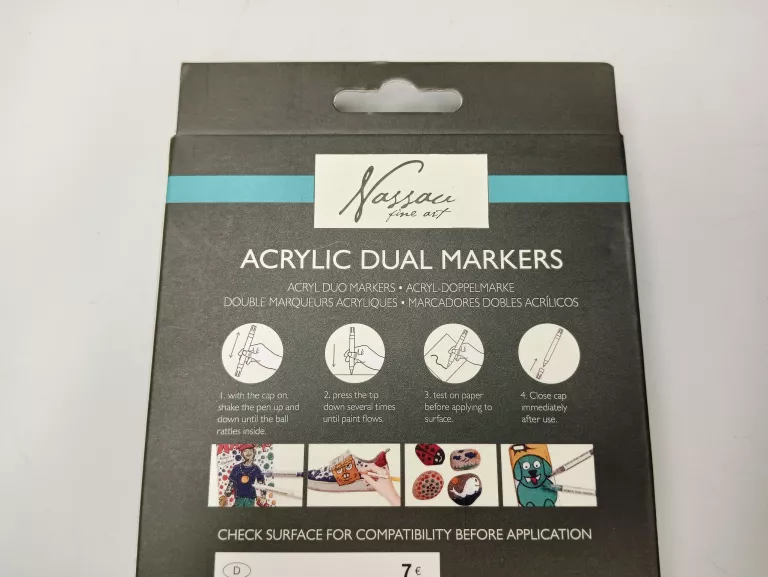 Nassau
fine art
ACRYLIC DUAL MARKERS
ACRYL DUO MARKERS • ACRYL-DOPPELMARKE
DOUBLE MARQUEURS ACRYLIQUES • MARCADORES DOBLES ACRÍLICOS
1. with the cap on,
shake the pen up and
down until the ball
rattles inside.
2. press the tip
down several times
until paint flows.
3. test on paper
before applying to
surface.
4. Close cap
immediately
after use.
CHECK SURFACE FOR COMPATIBILITY BEFORE APPLICATION
D
7 €